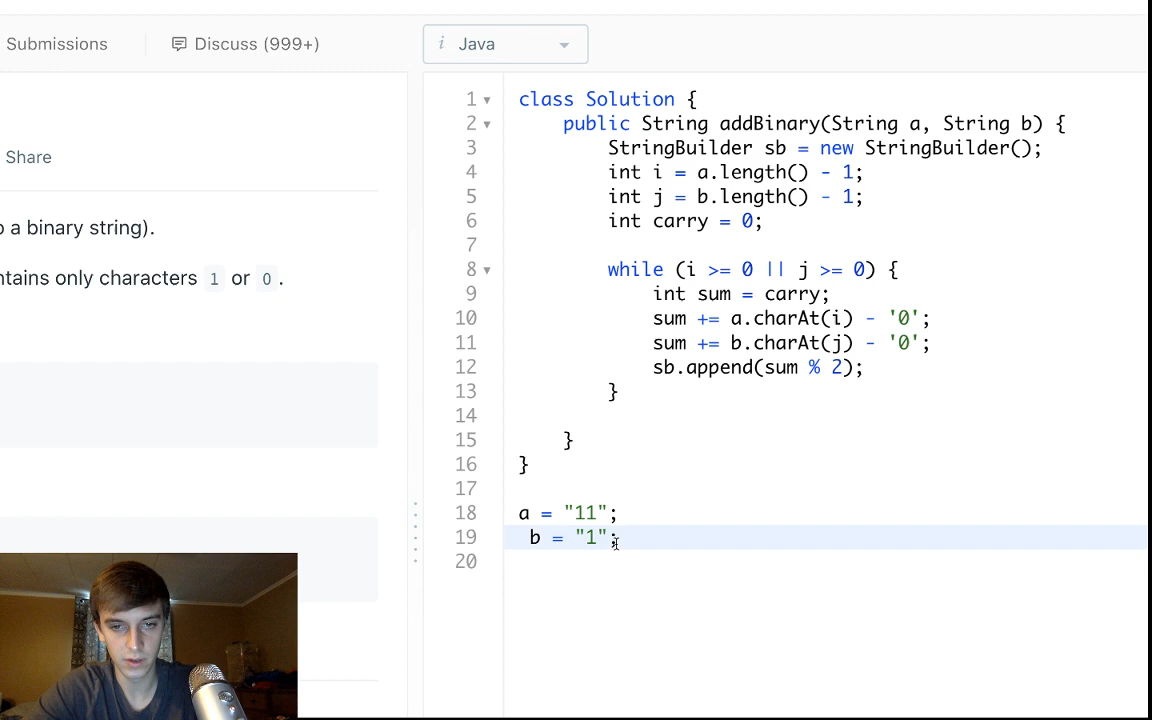 Submissions
Discuss (999+)
i Java
Share
o a binary string).
ntains only characters 1 or 0 .
1 class Solution {
2 public String addBinary(String a, String b) {
3 StringBuilder sb = new StringBuilder();
4 int i = a.length() - 1;
5 int j = b.length() - 1;
6 int carry = 0;
7
8 while (i >= 0 || j >= 0) {
9 int sum = carry;
10 sum += a.charAt(i) - '0';
11 sum += b.charAt(j) - '0';
12 sb.append(sum % 2);
13 }
14
15 }
16 }
17
18 a = "11";
19 b = "1";
20